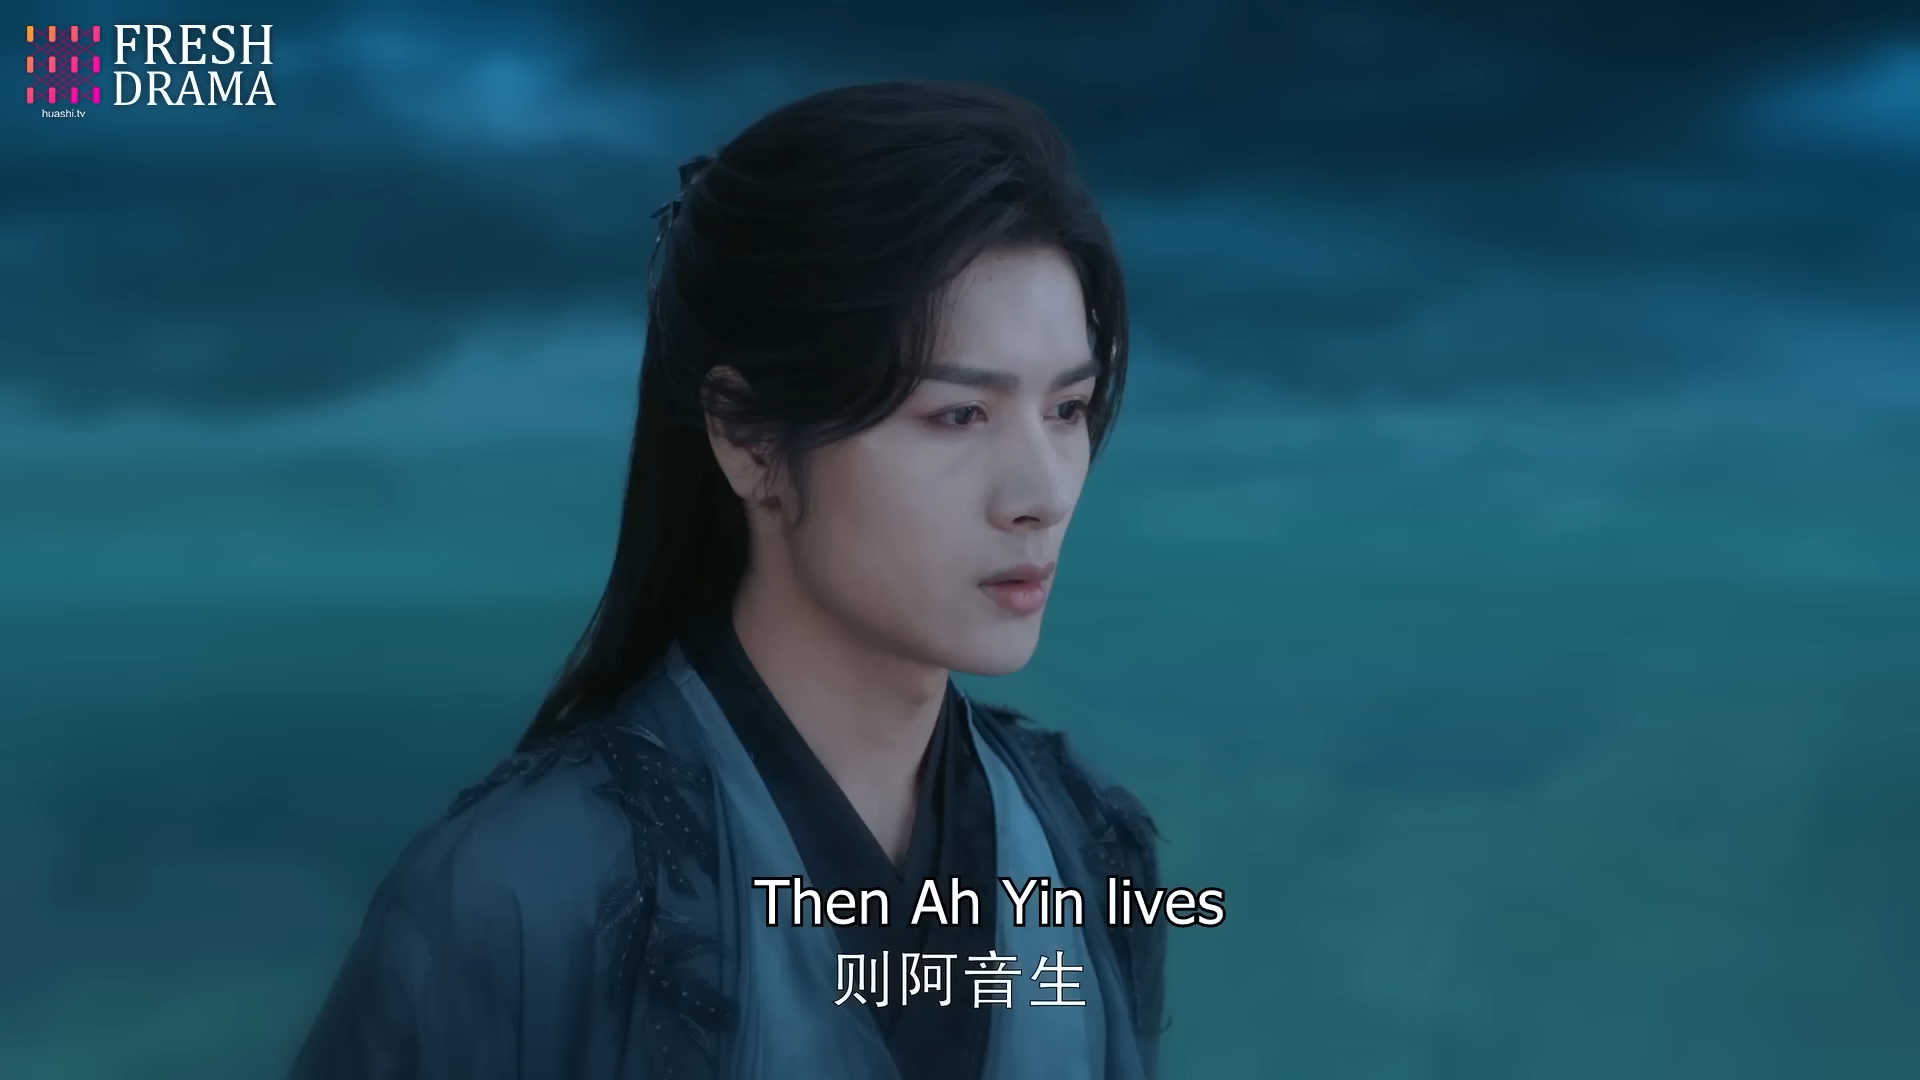 FRESH
DRAMA
huashi.tv
Then Ah Yin lives
则阿音生